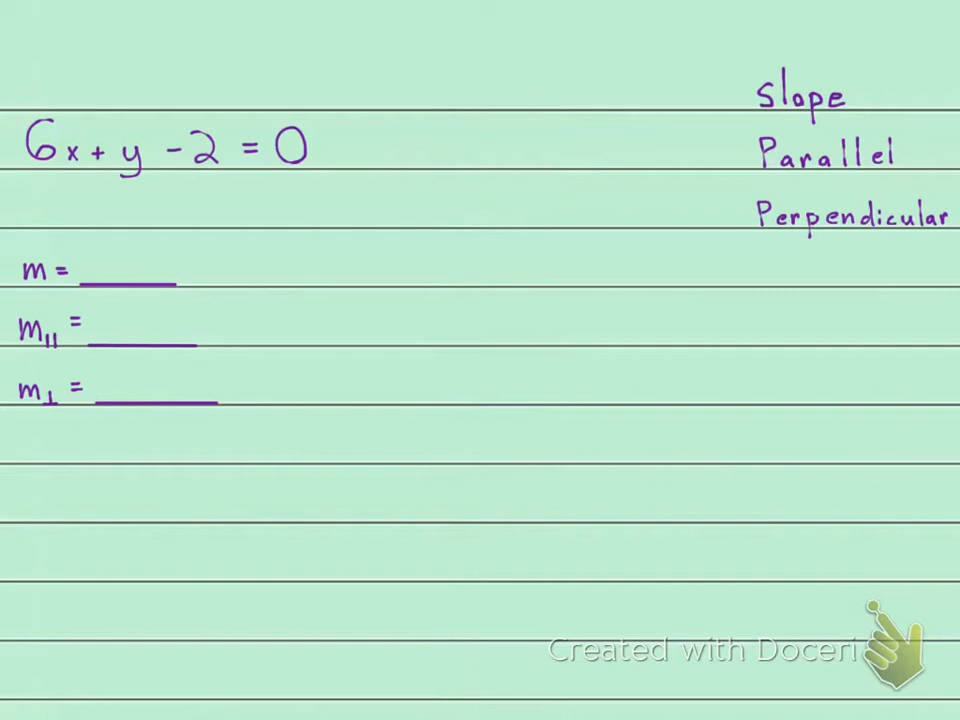 6x + y - 2 = 0
m = ______
m|| = ______
m⊥ = ______
Slope
Parallel
Perpendicular
Created with Doceri